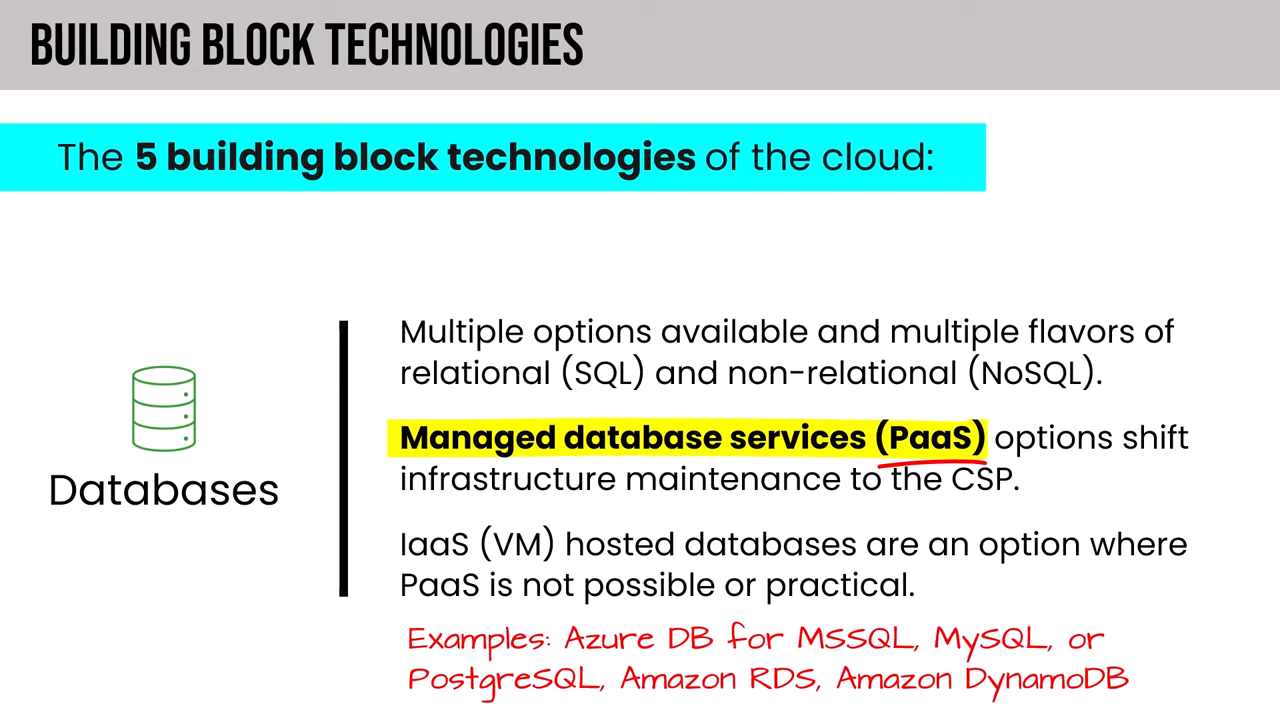 BUILDING BLOCK TECHNOLOGIES
The 5 building block technologies of the cloud:
Multiple options available and multiple flavors of
relational (SQL) and non-relational (NoSQL).
Managed database services (PaaS) options shift
infrastructure maintenance to the CSP.
Databases
IaaS (VM) hosted databases are an option where
PaaS is not possible or practical.
Examples: Azure DB for MSSQL, MySQL, or
PostgreSQL, Amazon RDS, Amazon DynamoDB